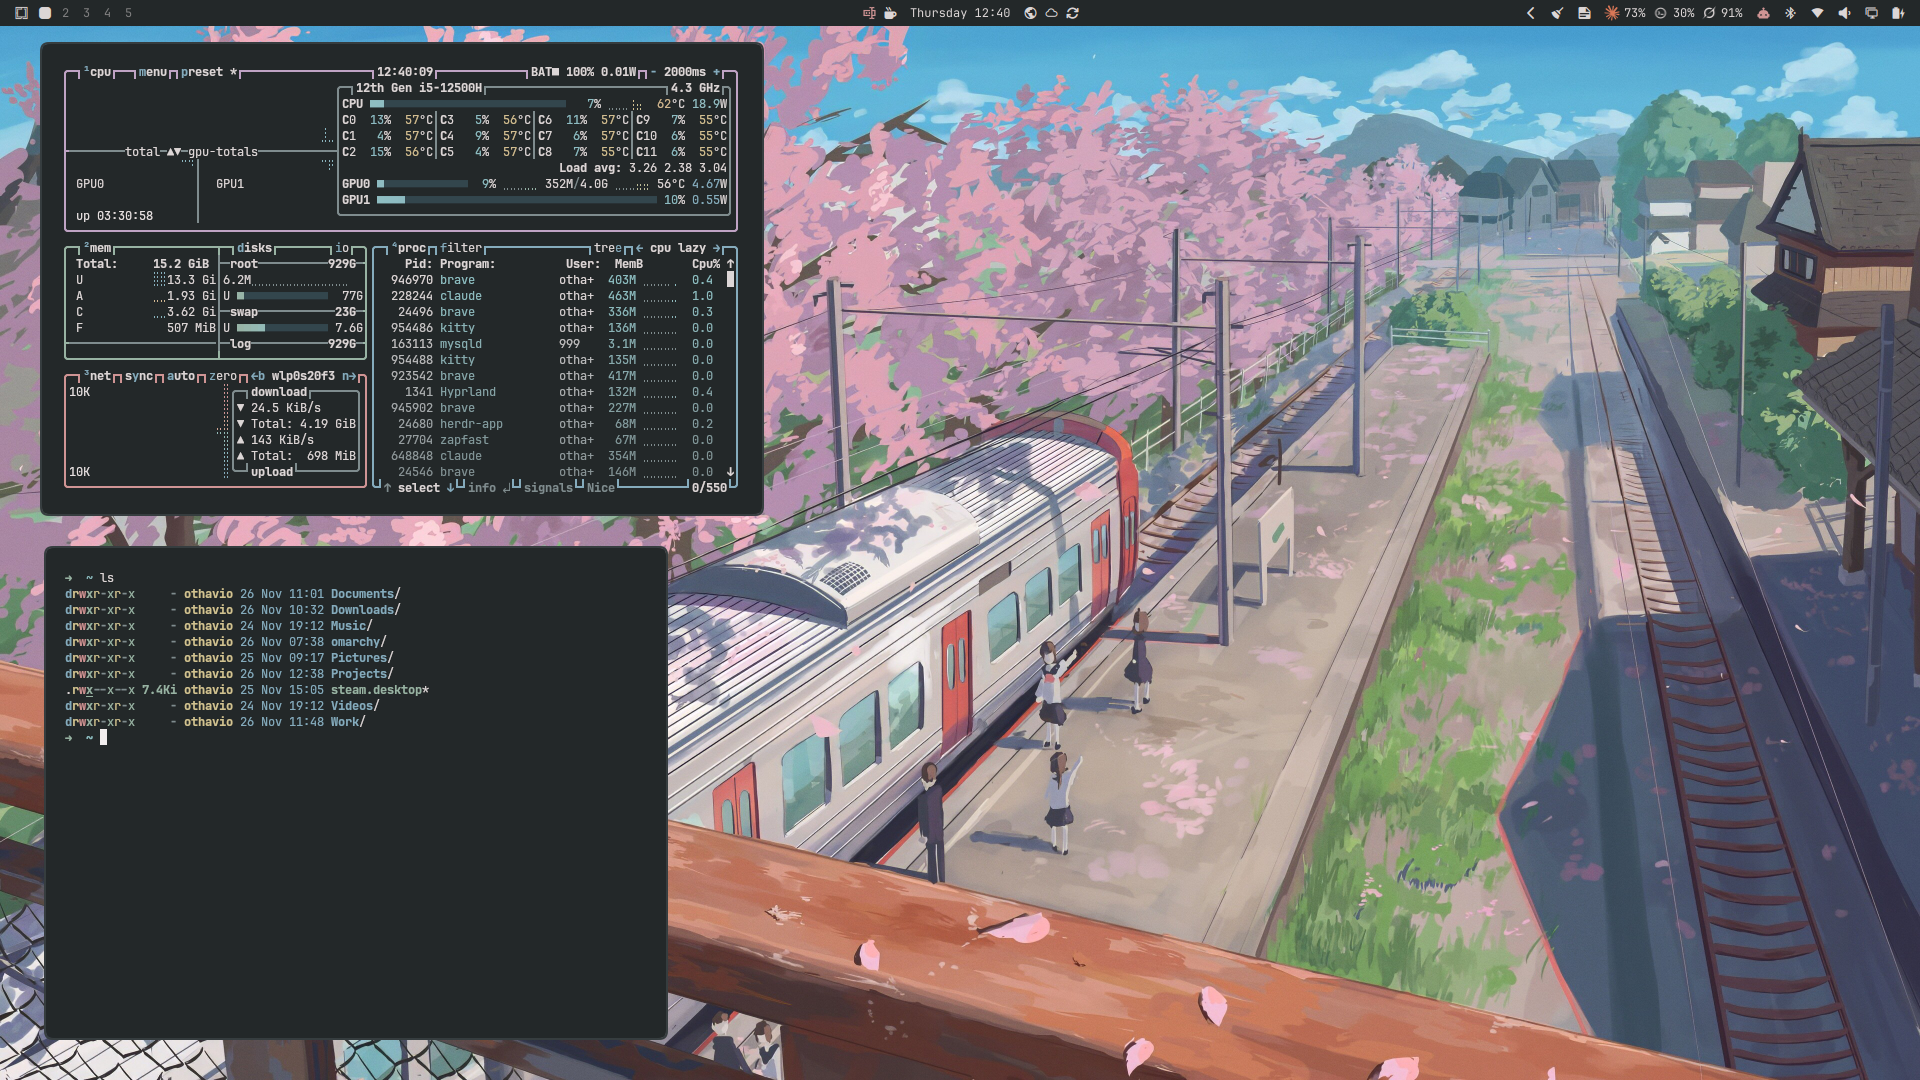 2 3 4 5
Thursday 12:40
73% 30% 91%
¹cpu menu preset * 12:40:09 BAT■ 100% 0.01W - 2000ms +
12th Gen i5-12500H 4.3 GHz
CPU 7% 62°C 18.9W
C0 13% 57°C C3 5% 56°C C6 11% 57°C C9 7% 55°C
C1 4% 57°C C4 9% 57°C C7 6% 57°C C10 6% 55°C
total ▲▼ gpu-totals C2 15% 56°C C5 4% 57°C C8 7% 55°C C11 6% 55°C
Load avg: 3.26 2.38 3.04
GPU0 GPU1 GPU0 9% 352M/4.0G 56°C 4.67W
GPU1 10% 0.55W
up 03:30:58
²mem disks io
Total: 15.2 GiB root 929G
U 13.3 Gi 6.2M
A 1.93 Gi U 77G
C 3.62 Gi swap 23G
F 507 MiB U 7.6G
log 929G
³net sync auto zero <b wlp0s20f3 n>
10K download
▼ 24.5 KiB/s
▼ Total: 4.19 GiB
▲ 143 KiB/s
▲ Total: 698 MiB
10K upload
⁴proc filter tree ← cpu lazy →
Pid: Program: User: MemB Cpu% ↑
946970 brave otha+ 403M 0.4
228244 claude otha+ 463M 1.0
24496 brave otha+ 336M 0.3
954486 kitty otha+ 136M 0.0
163113 mysqld 999 3.1M 0.0
954488 kitty otha+ 135M 0.0
923542 brave otha+ 417M 0.0
1341 Hyprland otha+ 132M 0.4
945902 brave otha+ 227M 0.0
24680 herdr-app otha+ 68M 0.2
27704 zapfast otha+ 67M 0.0
648848 claude otha+ 354M 0.0
24546 brave otha+ 146M 0.0 ↓
↑ select ↓ info ↵ signals Nice 0/550
→ ~ ls
drwxr-xr-x - othavio 26 Nov 11:01 Documents/
drwxr-xr-x - othavio 26 Nov 10:32 Downloads/
drwxr-xr-x - othavio 24 Nov 19:12 Music/
drwxr-xr-x - othavio 26 Nov 07:38 omarchy/
drwxr-xr-x - othavio 25 Nov 09:17 Pictures/
drwxr-xr-x - othavio 26 Nov 12:38 Projects/
.rwx--x--x 7.4Ki othavio 25 Nov 15:05 steam.desktop*
drwxr-xr-x - othavio 24 Nov 19:12 Videos/
drwxr-xr-x - othavio 26 Nov 11:48 Work/
→ ~